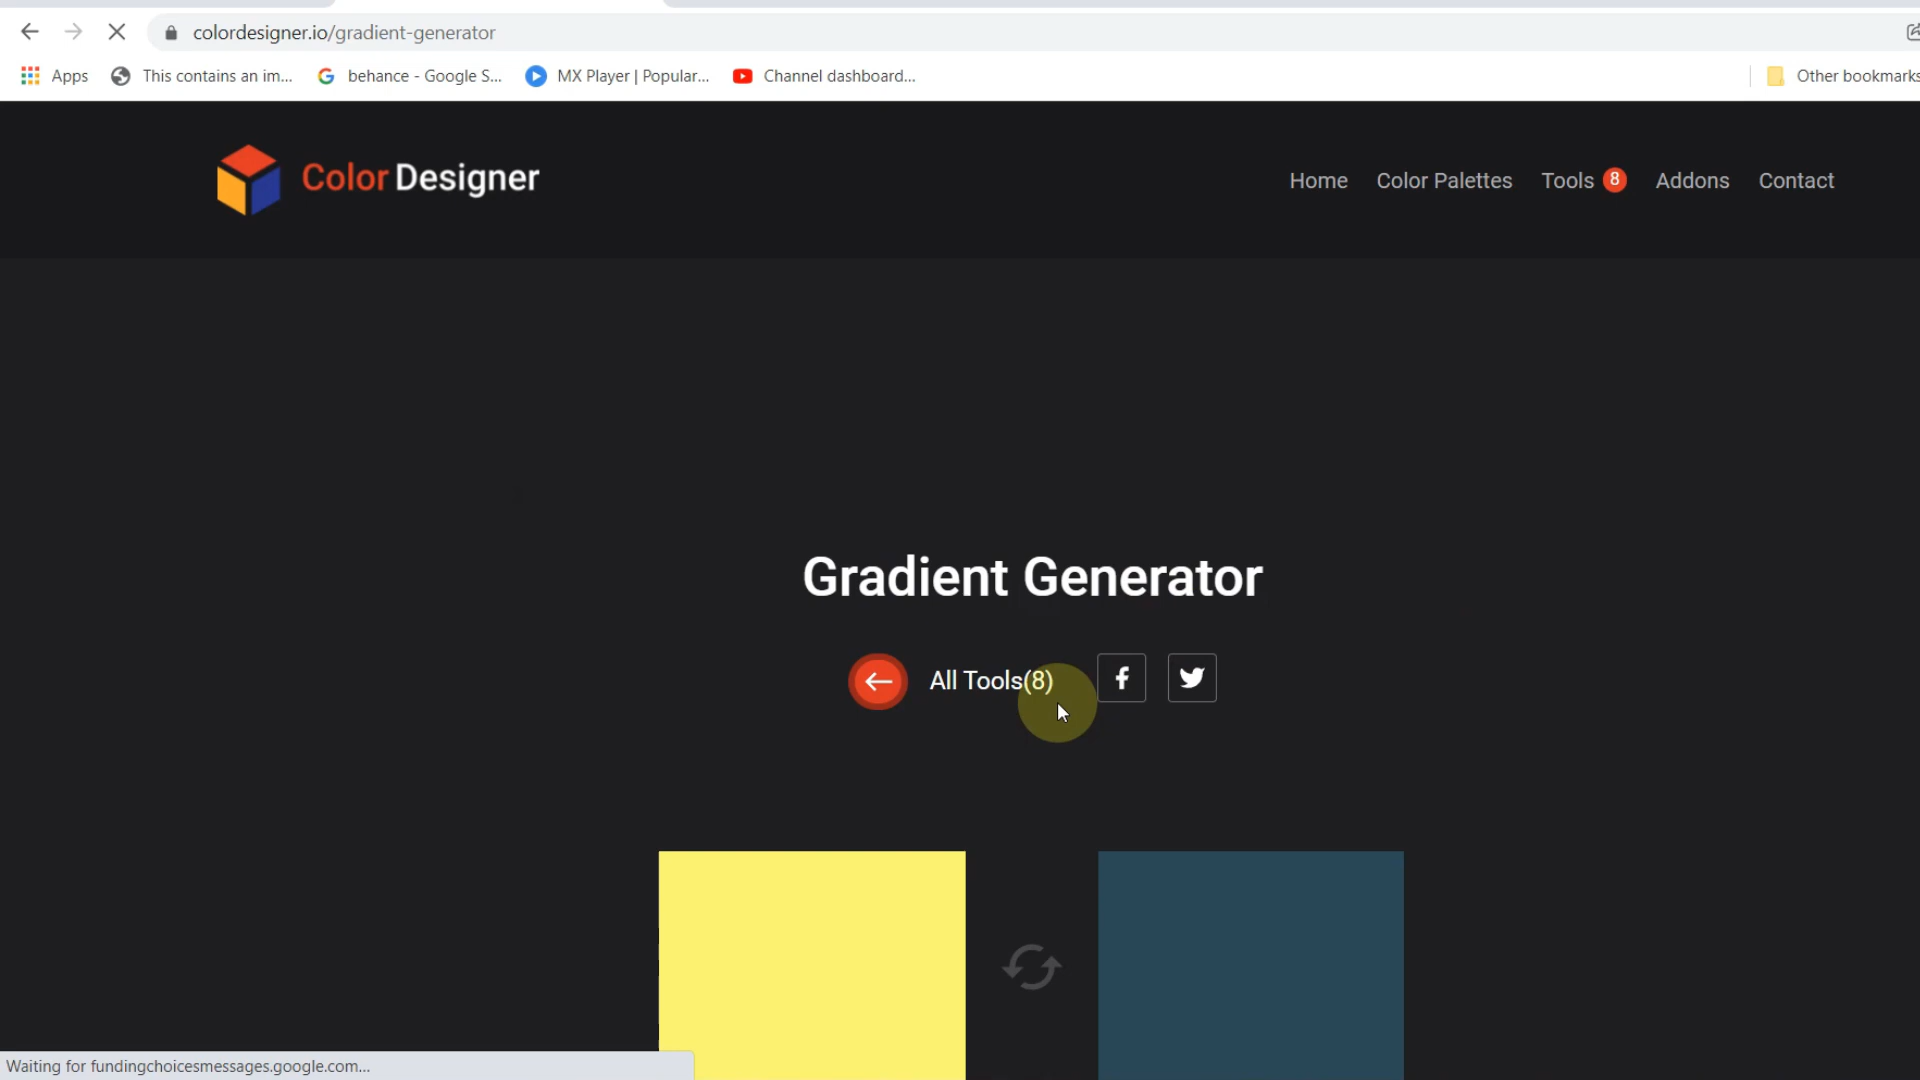 colordesigner.io/gradient-generator
Apps This contains an im... behance - Google S... MX Player | Popular... Channel dashboard... Other bookmarks
Color Designer Home Color Palettes Tools 8 Addons Contact
Gradient Generator
All Tools(8)
Waiting for fundingchoicesmessages.google.com...